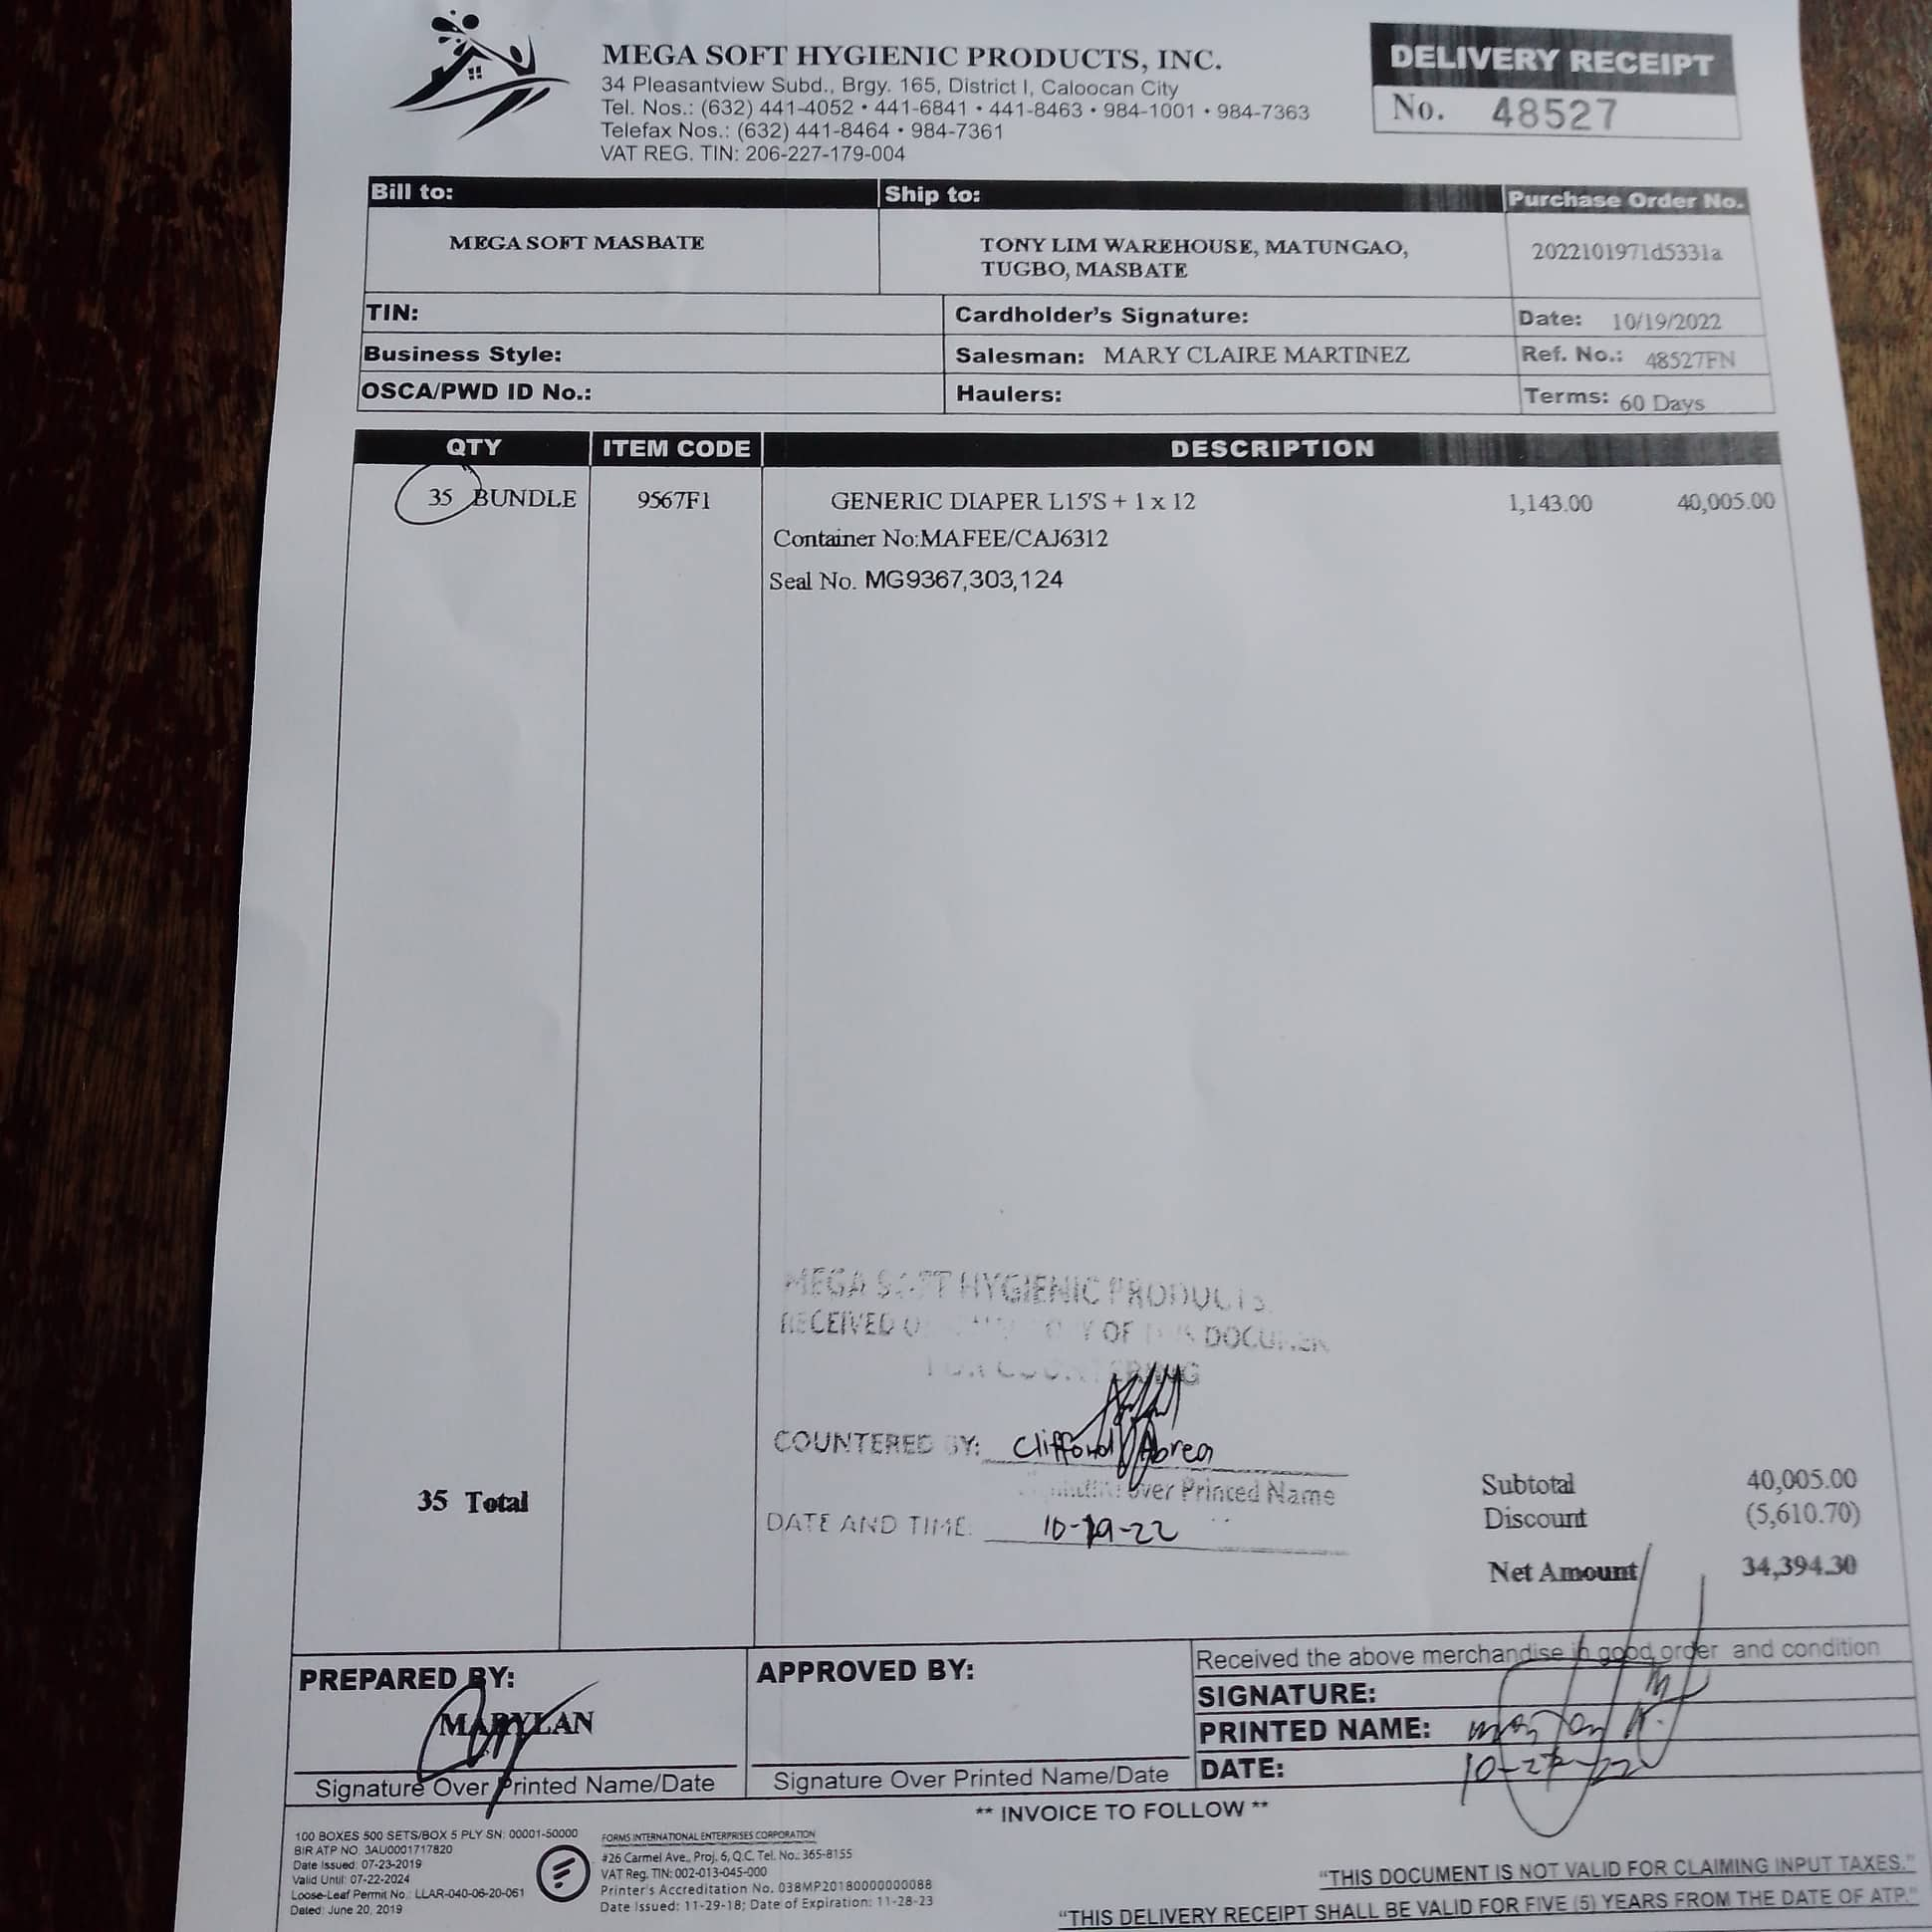 MEGA SOFT HYGIENIC PRODUCTS, INC.
34 Pleasantview Subd., Brgy. 165, District I, Caloocan City
Tel. Nos.: (632) 441-4052 • 441-6841 • 441-8463 • 984-1001 • 984-7363
Telefax Nos.: (632) 441-8464 • 984-7361
VAT REG. TIN: 206-227-179-004
DELIVERY RECEIPT
No. 48527
Bill to: Ship to: Purchase Order No.
MEGA SOFT MASBATE
TONY LIM WAREHOUSE, MATUNGAO,
TUGBO, MASBATE
2022101971d5331a
TIN: Cardholder's Signature: Date: 10/19/2022
Business Style: Salesman: MARY CLAIRE MARTINEZ Ref. No.: 48527FN
OSCA/PWD ID No.: Haulers: Terms: 60 Days
QTY ITEM CODE DESCRIPTION
35 BUNDLE 9567F1 GENERIC DIAPER L15'S + 1 x 12 1,143.00 40,005.00
Container No:MAFEE/CAJ6312
Seal No. MG9367,303,124
MEGA SOFT HYGIENIC PRODUCTS
RECEIVED OF DOCUMEN
COUNTERED BY: Clifford Abrea
over Printed Name
DATE AND TIME: 10-19-22
35 Total
Subtotal 40,005.00
Discount (5,610.70)
Net Amount 34,394.30
PREPARED BY:
MARYLAN
Signature Over Printed Name/Date
APPROVED BY:
Signature Over Printed Name/Date
Received the above merchandise in good order and condition
SIGNATURE:
PRINTED NAME:
DATE: 10-27-22
** INVOICE TO FOLLOW **
100 BOXES 500 SETS/BOX 5 PLY SN: 00001-50000
BIR ATP NO. 3AU0001717820
Date Issued: 07-23-2019
Valid Until: 07-22-2024
Loose-Leaf Permit No.: LLAR-040-06-20-061
Dated: June 20, 2019
FORMS INTERNATIONAL ENTERPRISES CORPORATION
#26 Carmel Ave., Proj. 6, Q.C. Tel. No.: 365-8155
VAT Reg. TIN: 002-013-045-000
Printer's Accreditation No. 038MP20180000000088
Date Issued: 11-29-18; Date of Expiration: 11-28-23
"THIS DOCUMENT IS NOT VALID FOR CLAIMING INPUT TAXES."
"THIS DELIVERY RECEIPT SHALL BE VALID FOR FIVE (5) YEARS FROM THE DATE OF ATP."